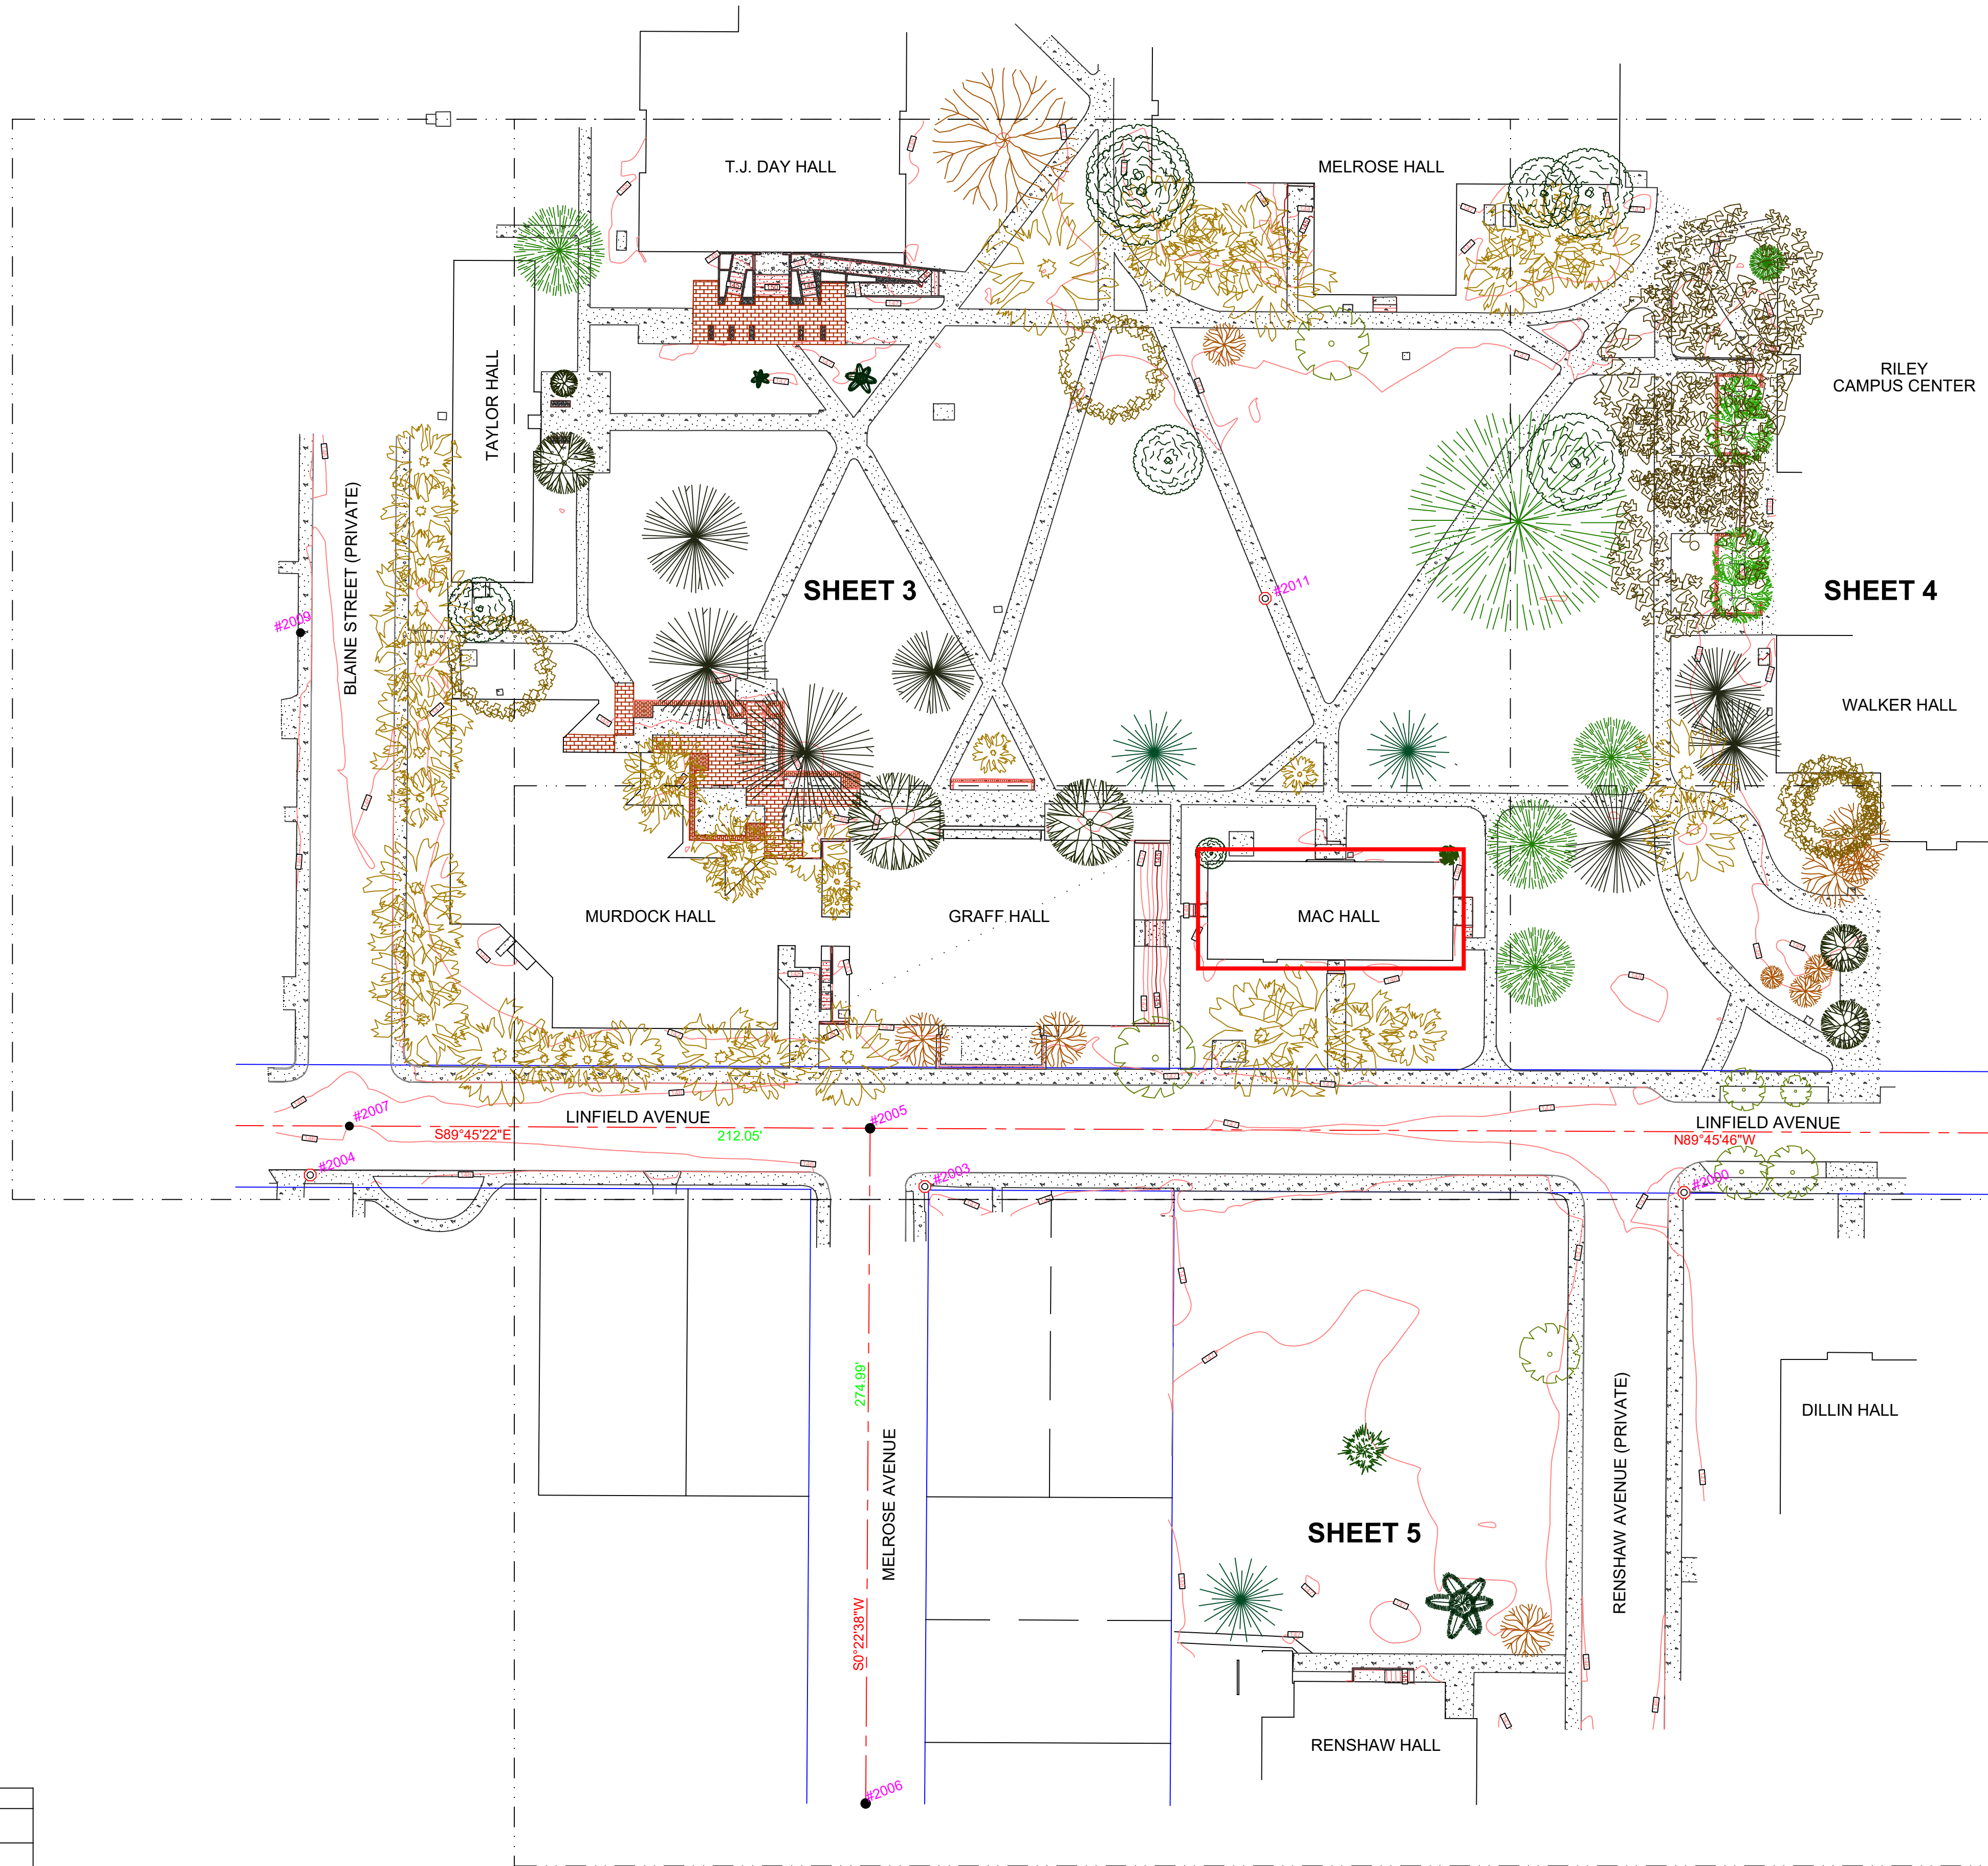 T.J. DAY HALL
MELROSE HALL
TAYLOR HALL
RILEY
CAMPUS CENTER
BLAINE STREET (PRIVATE)
SHEET 3
#2011
SHEET 4
#2009
WALKER HALL
MURDOCK HALL
GRAFF HALL
MAC HALL
#2007
LINFIELD AVENUE
#2005
LINFIELD AVENUE
S89°45'22"E
212.05'
N89°45'46"W
#2004
#2003
#2000
274.99'
MELROSE AVENUE
S0°22'38"W
RENSHAW AVENUE (PRIVATE)
DILLIN HALL
SHEET 5
RENSHAW HALL
#2006